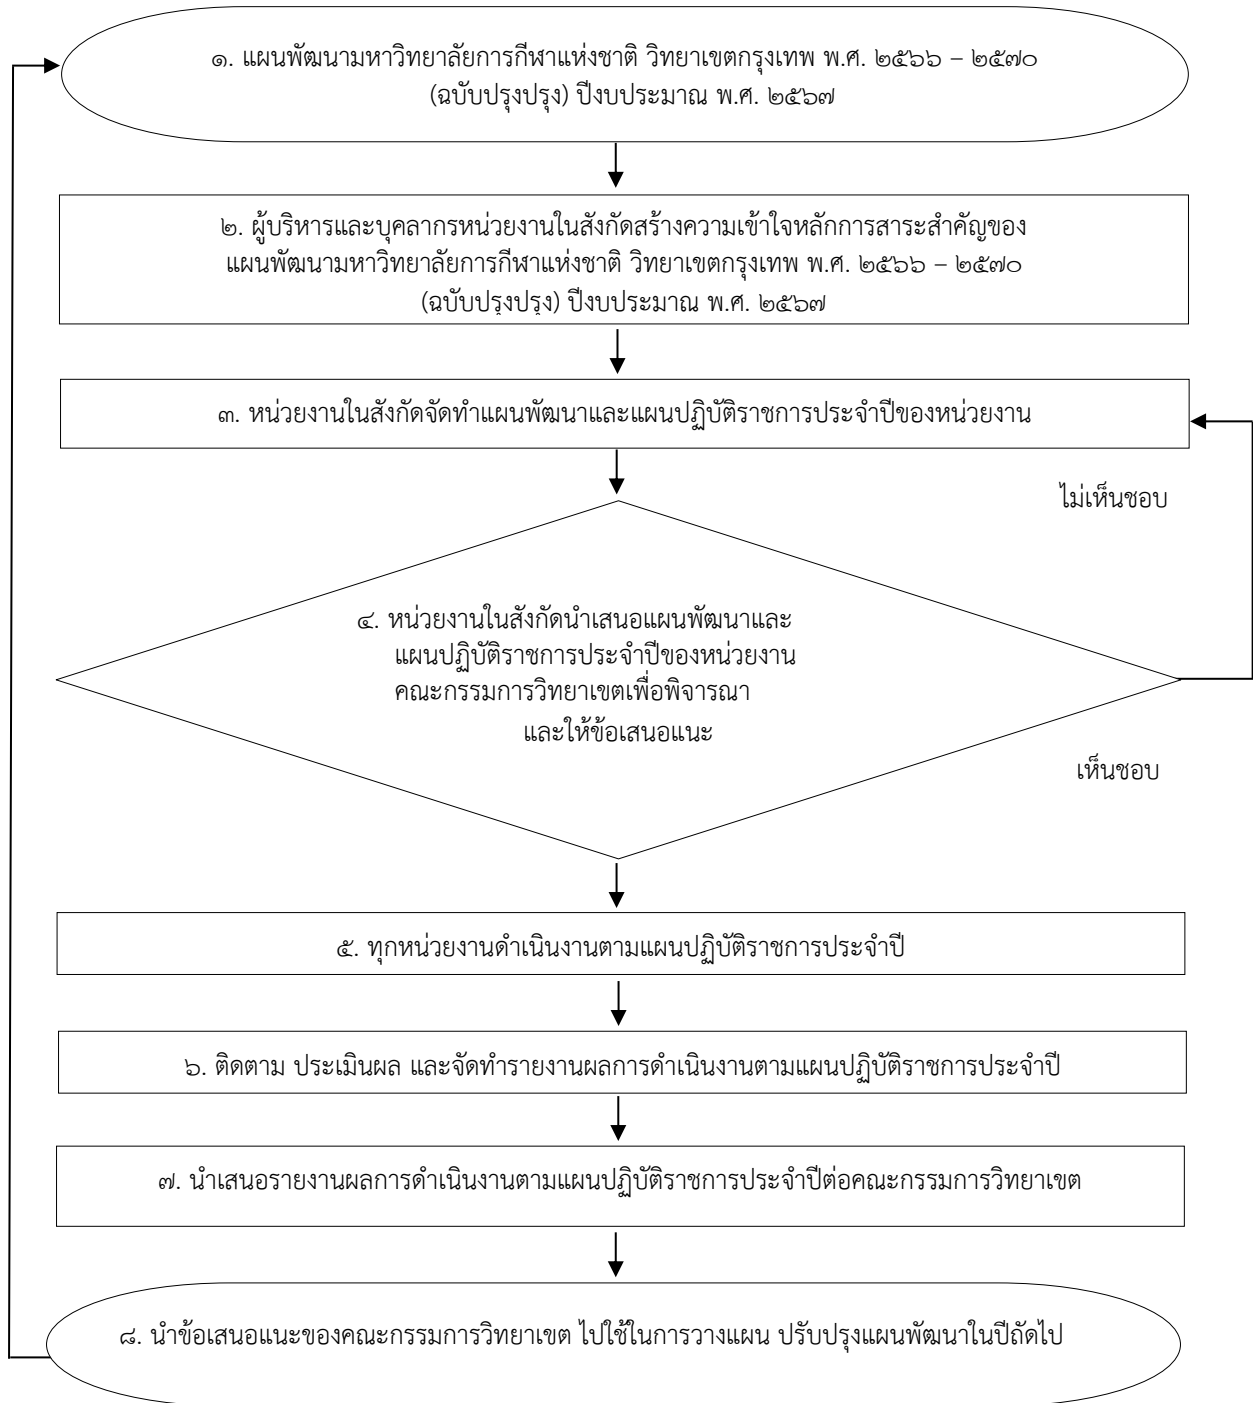 ๑. แผนพัฒนามหาวิทยาลัยการกีฬาแห่งชาติ วิทยาเขตกรุงเทพ พ.ศ. ๒๕๖๖ – ๒๕๗๐
(ฉบับปรุงปรุง) ปีงบประมาณ พ.ศ. ๒๕๖๗
๒. ผู้บริหารและบุคลากรหน่วยงานในสังกัดสร้างความเข้าใจหลักการสาระสำคัญของ
แผนพัฒนามหาวิทยาลัยการกีฬาแห่งชาติ วิทยาเขตกรุงเทพ พ.ศ. ๒๕๖๖ – ๒๕๗๐
(ฉบับปรุงปรุง) ปีงบประมาณ พ.ศ. ๒๕๖๗
๓. หน่วยงานในสังกัดจัดทำแผนพัฒนาและแผนปฏิบัติราชการประจำปีของหน่วยงาน
ไม่เห็นชอบ
๔. หน่วยงานในสังกัดนำเสนอแผนพัฒนาและ
แผนปฏิบัติราชการประจำปีของหน่วยงาน
คณะกรรมการวิทยาเขตเพื่อพิจารณา
และให้ข้อเสนอแนะ
เห็นชอบ
๕. ทุกหน่วยงานดำเนินงานตามแผนปฏิบัติราชการประจำปี
๖. ติดตาม ประเมินผล และจัดทำรายงานผลการดำเนินงานตามแผนปฏิบัติราชการประจำปี
๗. นำเสนอรายงานผลการดำเนินงานตามแผนปฏิบัติราชการประจำปีต่อคณะกรรมการวิทยาเขต
๘. นำข้อเสนอแนะของคณะกรรมการวิทยาเขต ไปใช้ในการวางแผน ปรับปรุงแผนพัฒนาในปีถัดไป